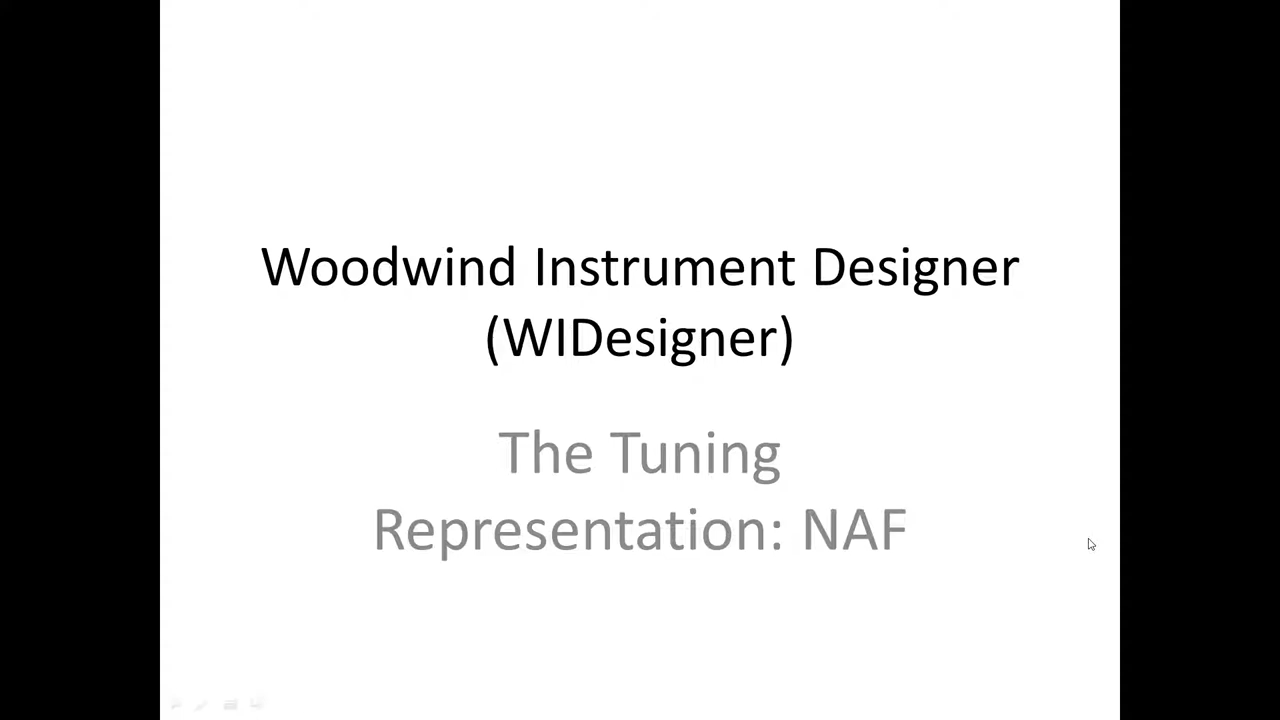 Woodwind Instrument Designer
(WIDesigner)
The Tuning
Representation: NAF